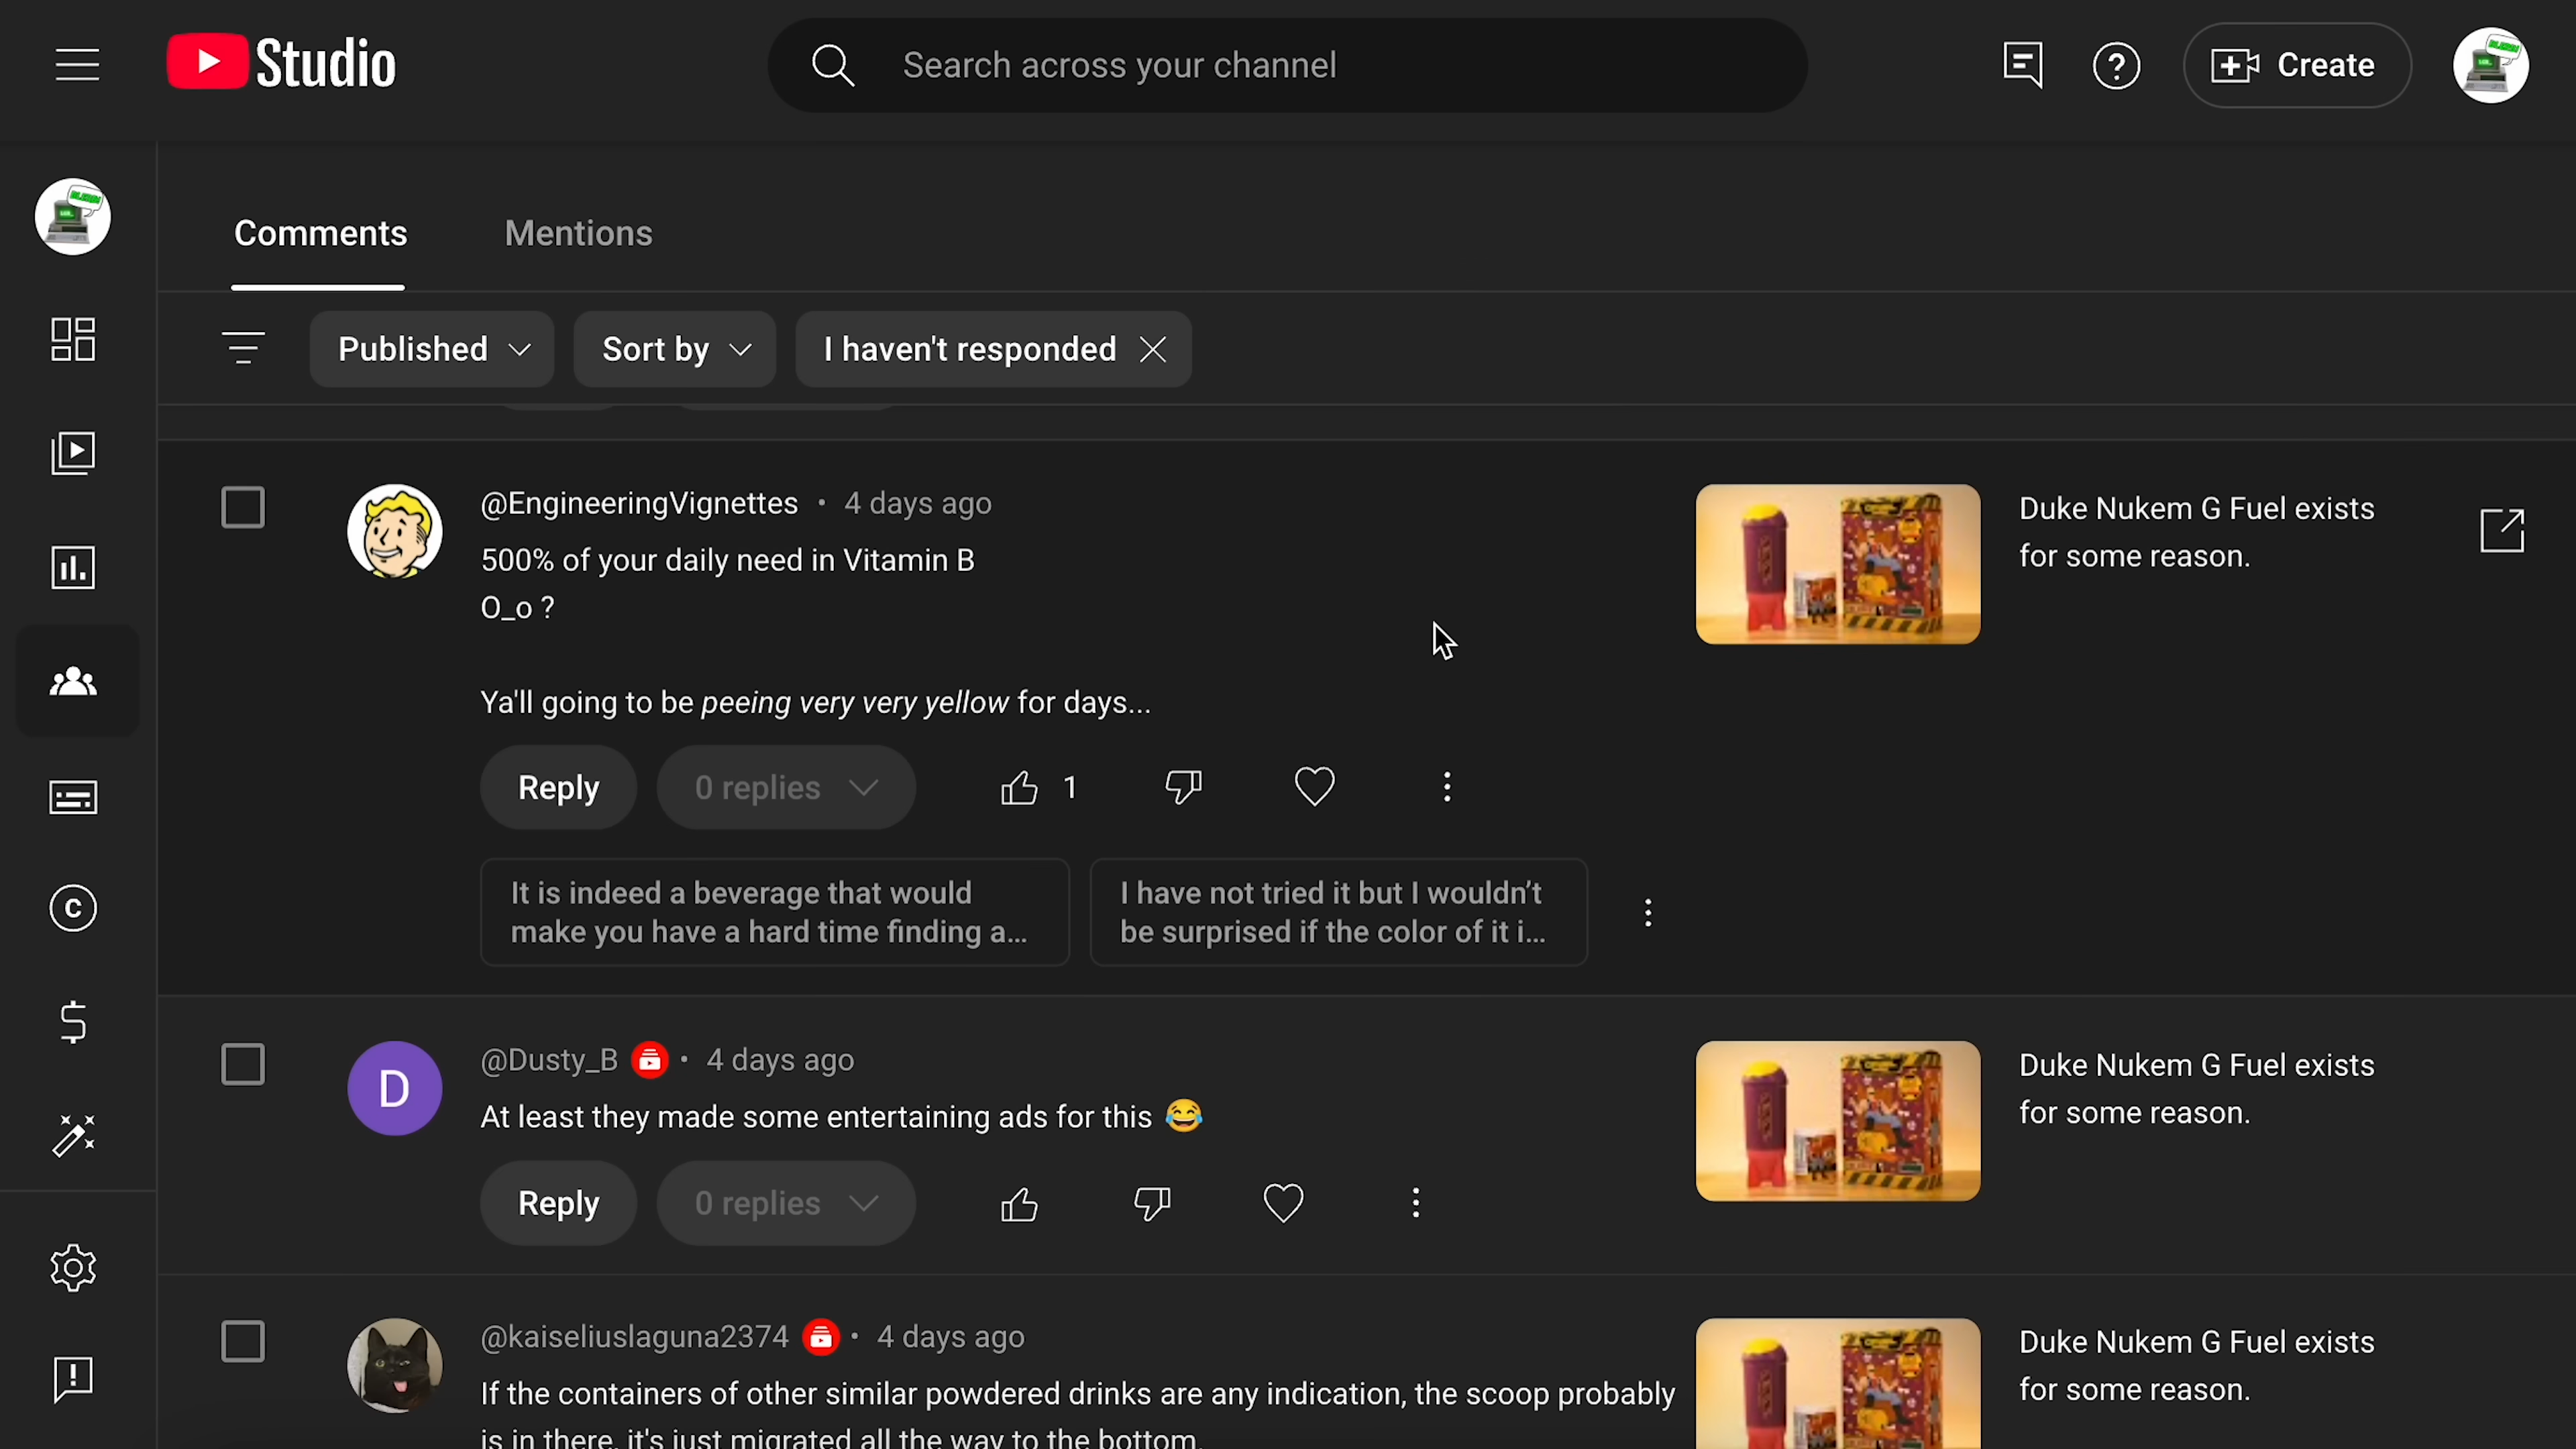 Studio
Search across your channel
Create
Comments
Mentions
Published
Sort by
I haven't responded
@EngineeringVignettes • 4 days ago
500% of your daily need in Vitamin B
O_o ?
Ya'll going to be peeing very very yellow for days...
Reply
0 replies
1
It is indeed a beverage that would
make you have a hard time finding a...
I have not tried it but I wouldn’t
be surprised if the color of it i...
Duke Nukem G Fuel exists
for some reason.
D
@Dusty_B • 4 days ago
At least they made some entertaining ads for this 😂
Reply
0 replies
Duke Nukem G Fuel exists
for some reason.
@kaiseliuslaguna2374 • 4 days ago
If the containers of other similar powdered drinks are any indication, the scoop probably
is in there, it's just migrated all the way to the bottom.
Duke Nukem G Fuel exists
for some reason.